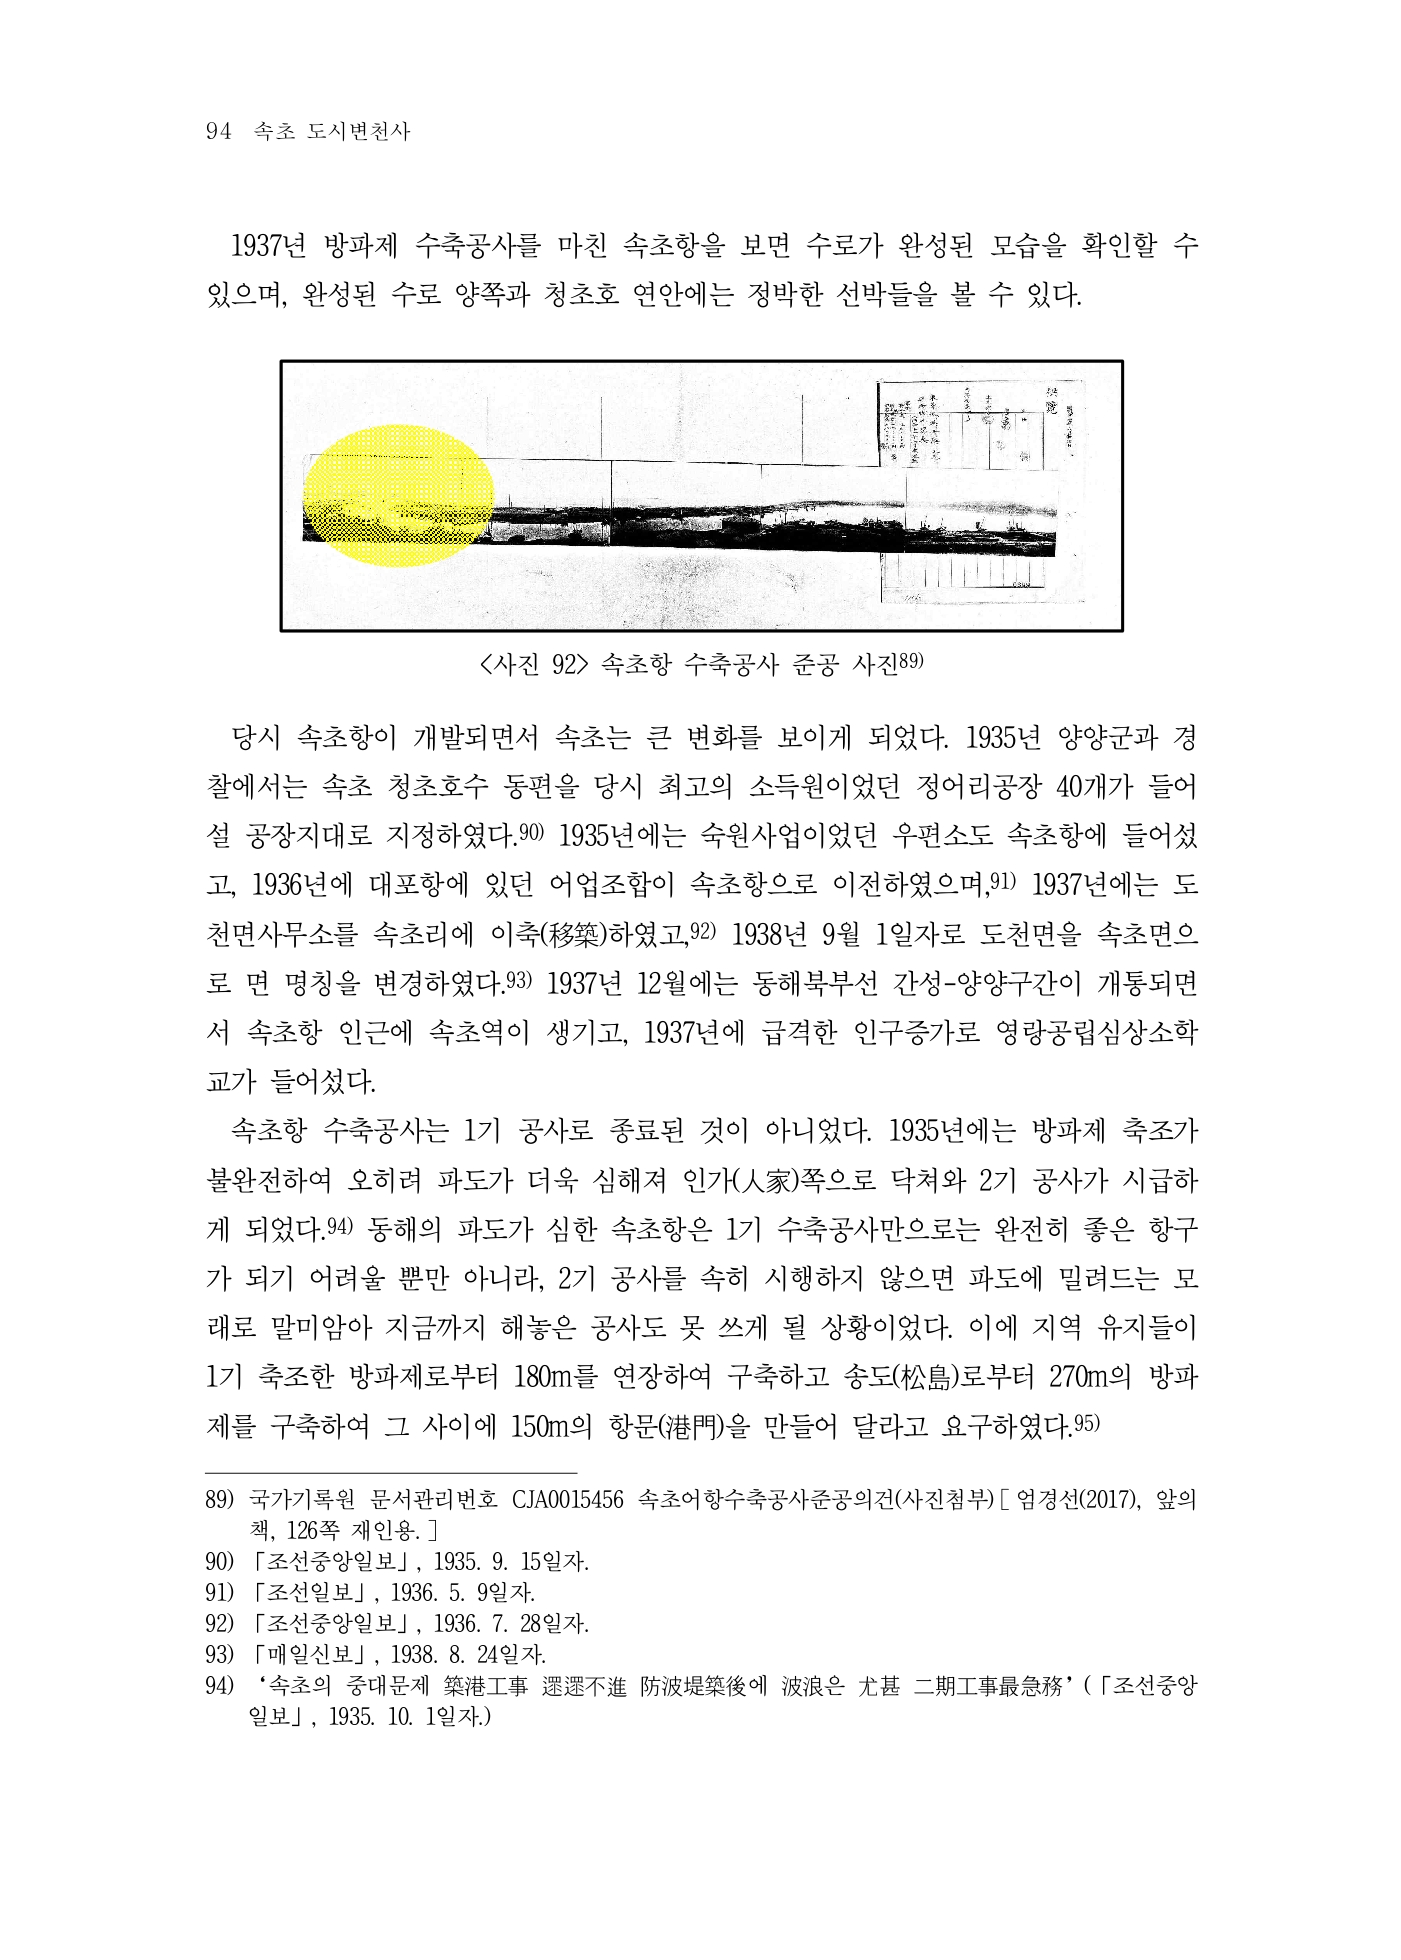 94 속초 도시변천사
1937년 방파제 수축공사를 마친 속초항을 보면 수로가 완성된 모습을 확인할 수
있으며, 완성된 수로 양쪽과 청초호 연안에는 정박한 선박들을 볼 수 있다.
供覽
<사진 92> 속초항 수축공사 준공 사진89)
당시 속초항이 개발되면서 속초는 큰 변화를 보이게 되었다. 1935년 양양군과 경
찰에서는 속초 청초호수 동편을 당시 최고의 소득원이었던 정어리공장 40개가 들어
설 공장지대로 지정하였다.90) 1935년에는 숙원사업이었던 우편소도 속초항에 들어섰
고, 1936년에 대포항에 있던 어업조합이 속초항으로 이전하였으며,91) 1937년에는 도
천면사무소를 속초리에 이축(移築)하였고,92) 1938년 9월 1일자로 도천면을 속초면으
로 면 명칭을 변경하였다.93) 1937년 12월에는 동해북부선 간성-양양구간이 개통되면
서 속초항 인근에 속초역이 생기고, 1937년에 급격한 인구증가로 영랑공립심상소학
교가 들어섰다.
속초항 수축공사는 1기 공사로 종료된 것이 아니었다. 1935년에는 방파제 축조가
불완전하여 오히려 파도가 더욱 심해져 인가(人家)쪽으로 닥쳐와 2기 공사가 시급하
게 되었다.94) 동해의 파도가 심한 속초항은 1기 수축공사만으로는 완전히 좋은 항구
가 되기 어려울 뿐만 아니라, 2기 공사를 속히 시행하지 않으면 파도에 밀려드는 모
래로 말미암아 지금까지 해놓은 공사도 못 쓰게 될 상황이었다. 이에 지역 유지들이
1기 축조한 방파제로부터 180m를 연장하여 구축하고 송도(松島)로부터 270m의 방파
제를 구축하여 그 사이에 150m의 항문(港門)을 만들어 달라고 요구하였다.95)
89) 국가기록원 문서관리번호 CJA0015456 속초어항수축공사준공의건(사진첨부)[엄경선(2017), 앞의
책, 126쪽 재인용.]
90) 「조선중앙일보」, 1935. 9. 15일자.
91) 「조선일보」, 1936. 5. 9일자.
92) 「조선중앙일보」, 1936. 7. 28일자.
93) 「매일신보」, 1938. 8. 24일자.
94) ‘속초의 중대문제 築港工事 遝遝不進 防波堤築後에 波浪은 尤甚 二期工事最急務’(「조선중앙
일보」, 1935. 10. 1일자.)